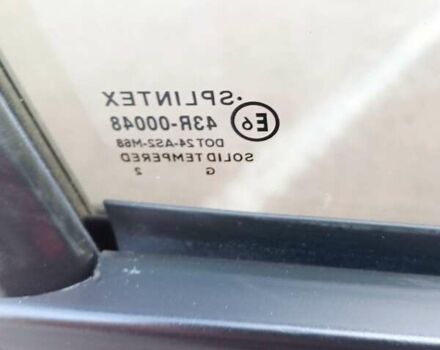 ·SPLINTEX
E6 43R-00048
DOT24-AS2-M68
SOLID TEMPERED
G 2